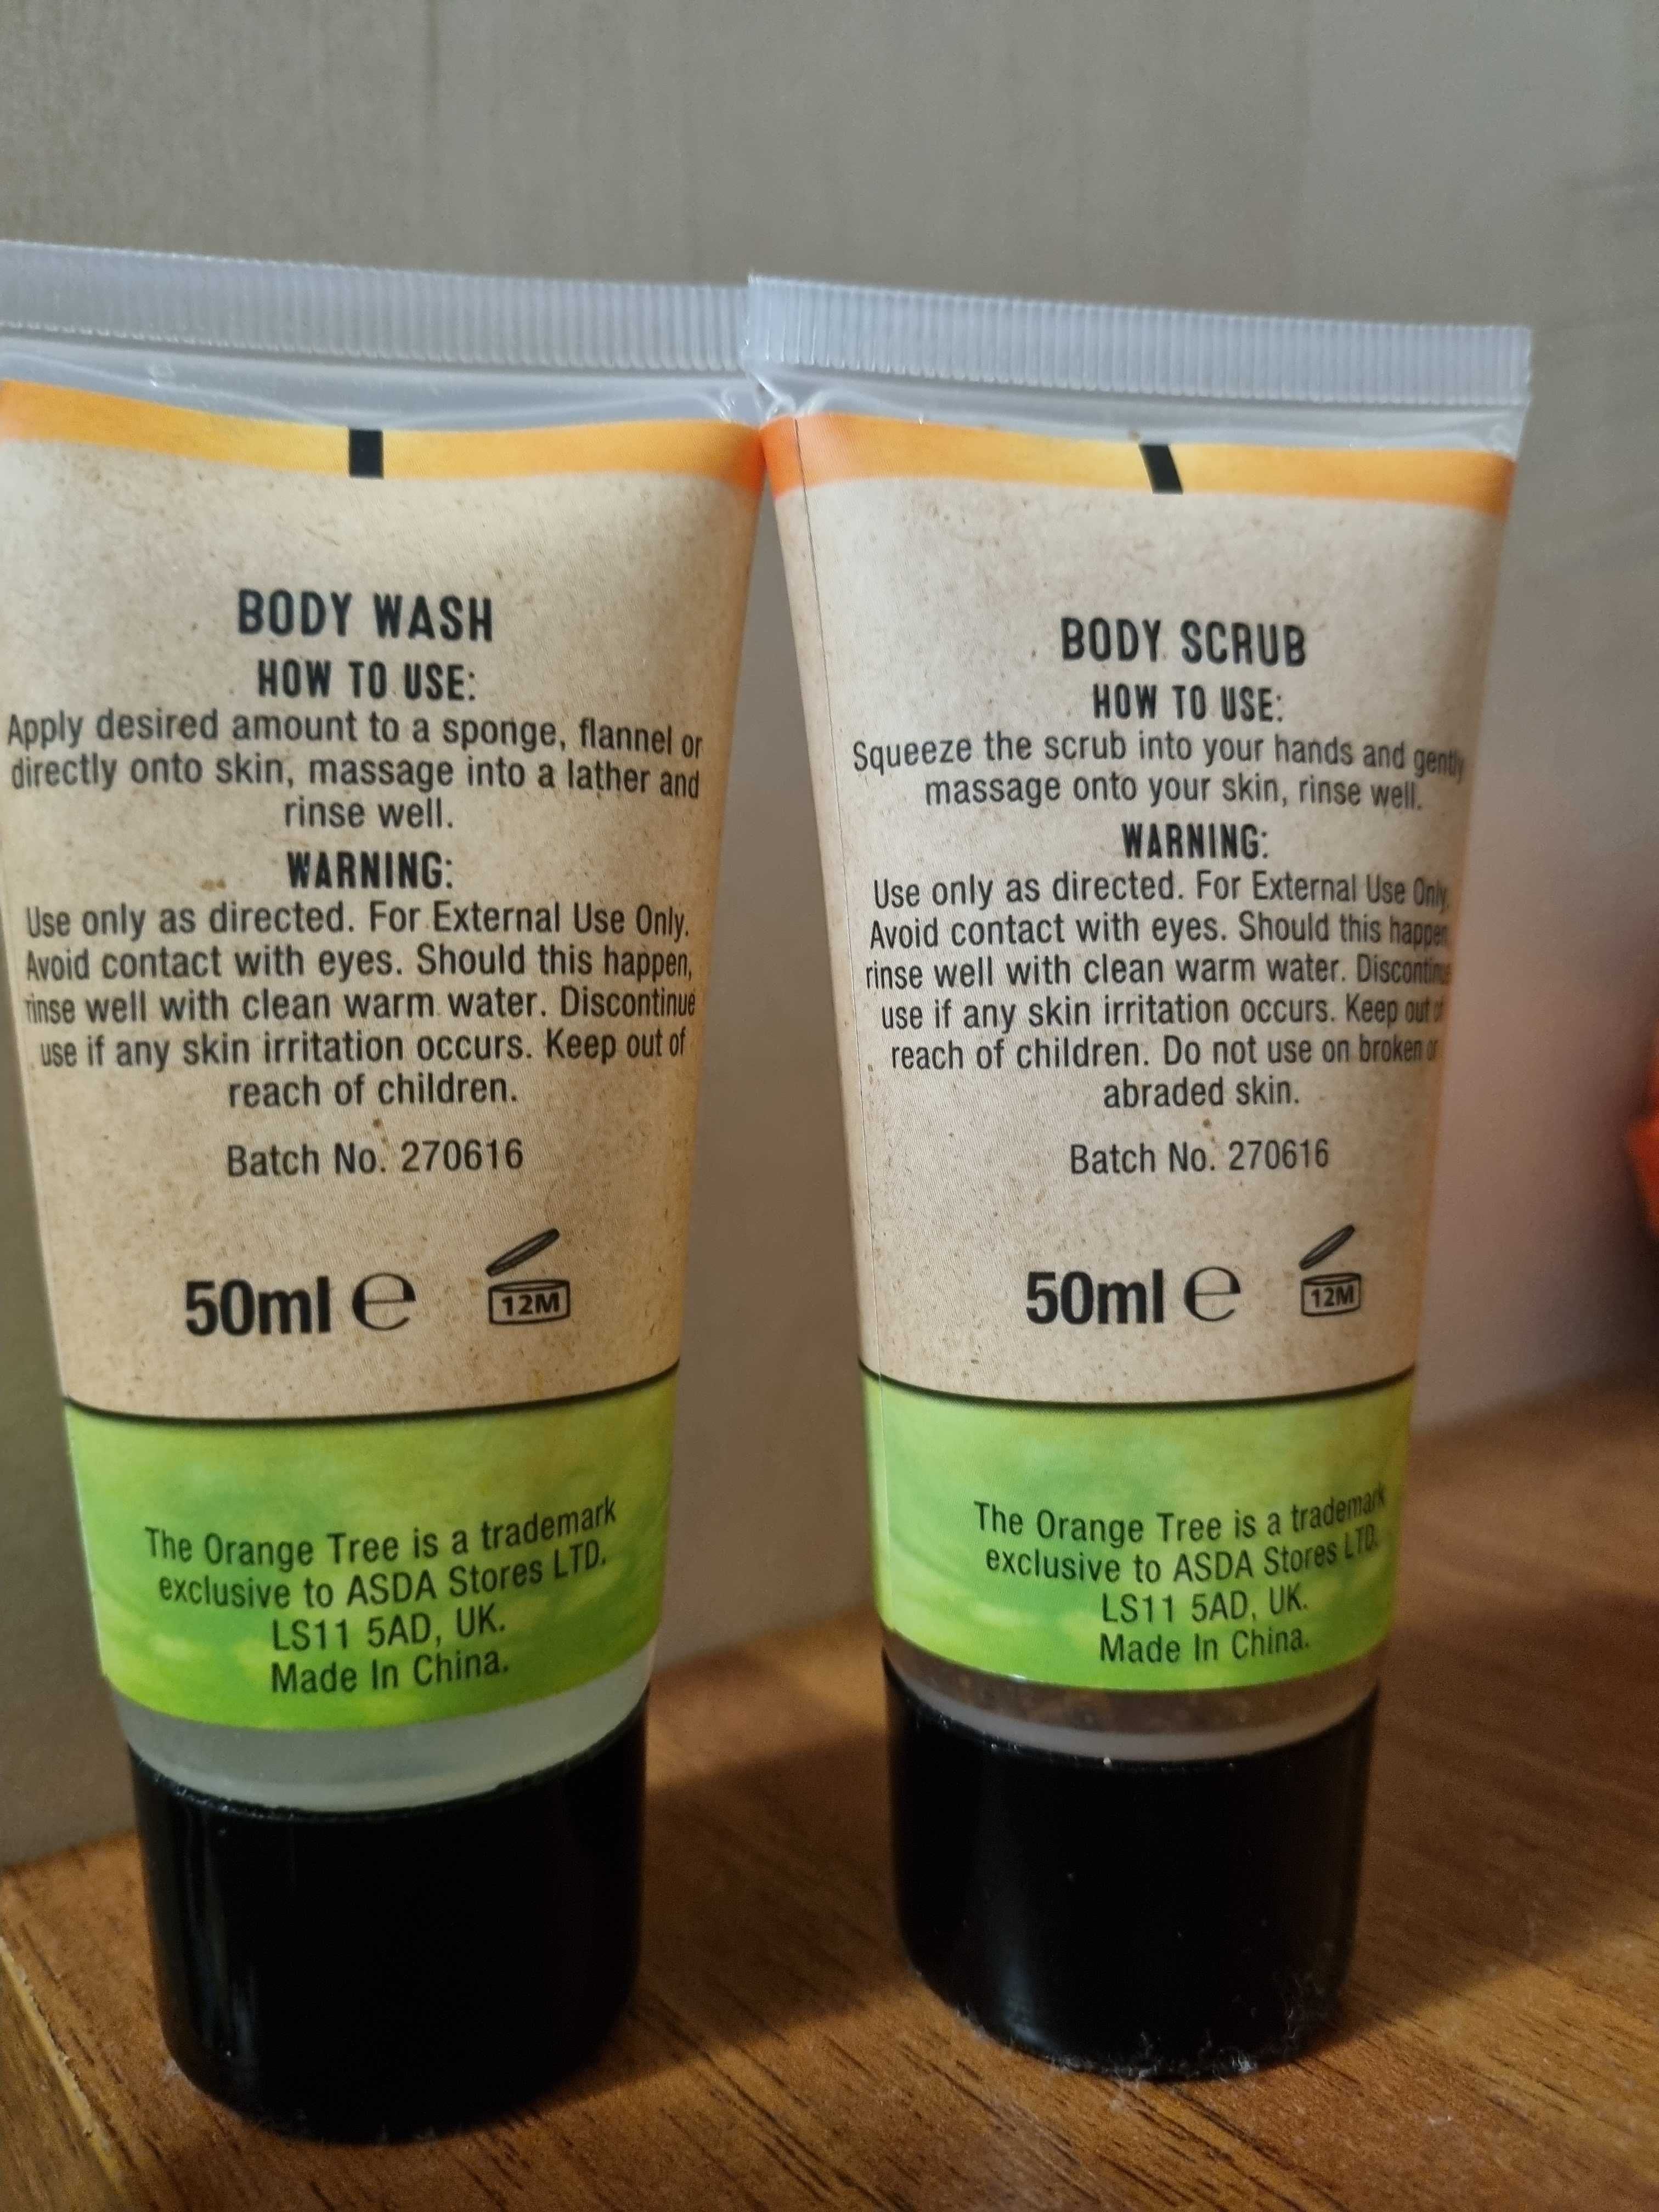 BODY WASH
HOW TO USE:
Apply desired amount to a sponge, flannel or
directly onto skin, massage into a lather and
rinse well.
WARNING:
Use only as directed. For External Use Only.
Avoid contact with eyes. Should this happen,
rinse well with clean warm water. Discontinue
use if any skin irritation occurs. Keep out of
reach of children.
Batch No. 270616
50ml ℮ 12M
The Orange Tree is a trademark
exclusive to ASDA Stores LTD.
LS11 5AD, UK.
Made In China.
BODY SCRUB
HOW TO USE:
Squeeze the scrub into your hands and gently
massage onto your skin, rinse well.
WARNING:
Use only as directed. For External Use Only.
Avoid contact with eyes. Should this happen
rinse well with clean warm water. Discontinue
use if any skin irritation occurs. Keep out of
reach of children. Do not use on broken or
abraded skin.
Batch No. 270616
50ml ℮ 12M
The Orange Tree is a trademark
exclusive to ASDA Stores LTD.
LS11 5AD, UK.
Made In China.